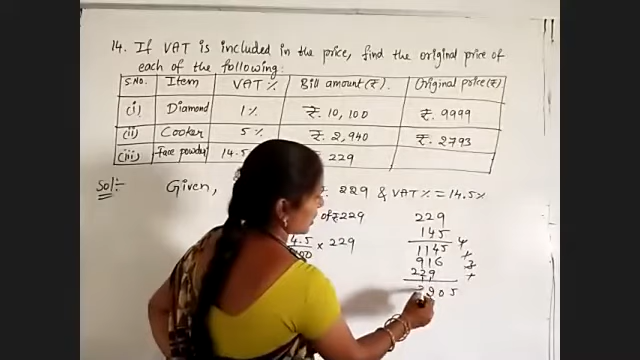 14. If VAT is included in the price, find the original price of
each of the following:
S.NO. Item VAT % Bill amount (₹). Original price (₹)
(i) Diamond 1 % ₹. 10,100 ₹. 9999
(ii) Cooker 5 % ₹. 2,940 ₹. 2793
(iii) Face powder 14.5 229
Sol:- Given, ₹. 229 & VAT % = 14.5 %
of ₹ 229 229
4.5 × 229 145
1145
916
229
2905